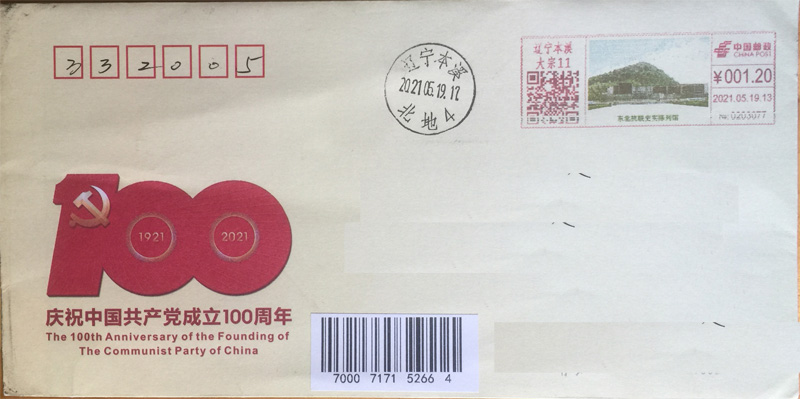 332005
辽宁本溪
2021.05.19.17
北地4
辽宁本溪
大宗11
东北抗联史实陈列馆
中国邮政
CHINA POST
¥001.20
2021.05.19.13
№: 0203077
1921
2021
100
庆祝中国共产党成立100周年
The 100th Anniversary of the Founding of
The Communist Party of China
7000 7171 5266 4